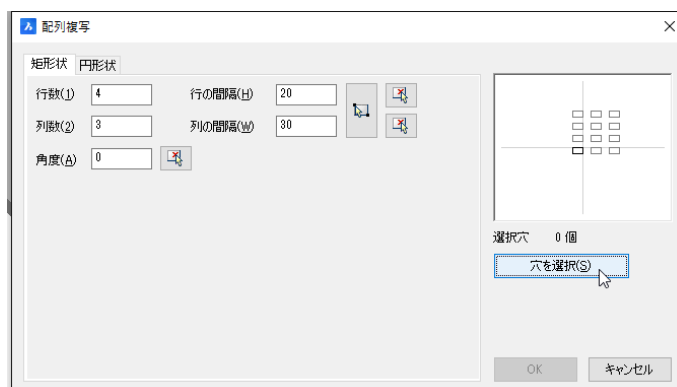 配列複写
矩形状 円形状
行数(1) 4 行の間隔(H) 20
列数(2) 3 列の間隔(W) 30
角度(A) 0
選択穴 0 個
穴を選択(S)
OK キャンセル